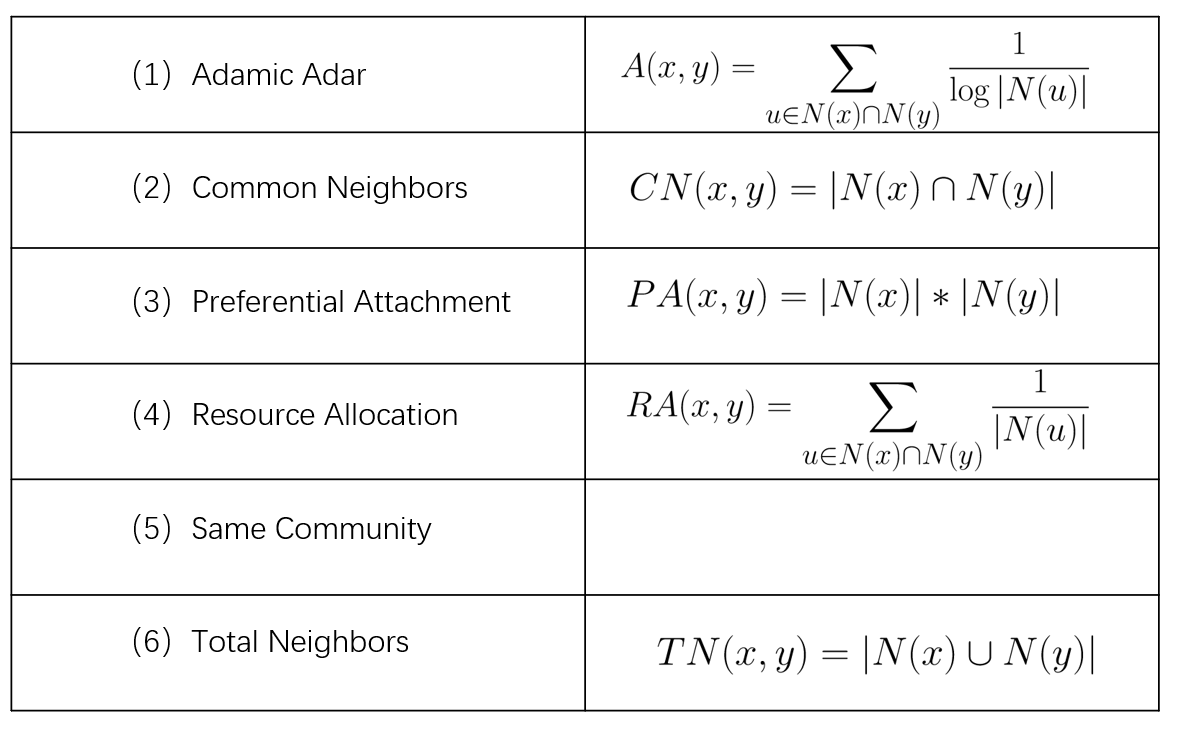 (1) Adamic Adar
A(x, y) = ∑_{u∈N(x)∩N(y)} 1 / log |N(u)|
(2) Common Neighbors
CN(x, y) = |N(x) ∩ N(y)|
(3) Preferential Attachment
PA(x, y) = |N(x)| * |N(y)|
(4) Resource Allocation
RA(x, y) = ∑_{u∈N(x)∩N(y)} 1 / |N(u)|
(5) Same Community
(6) Total Neighbors
TN(x, y) = |N(x) ∪ N(y)|